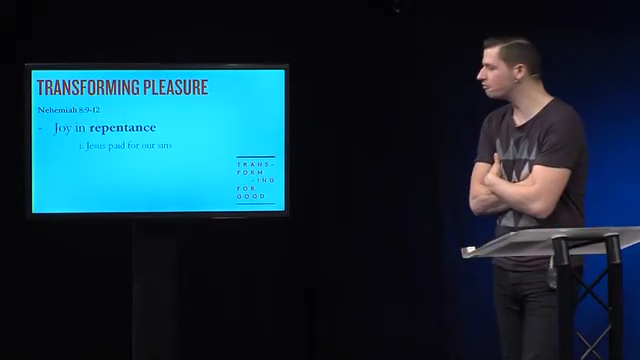 TRANSFORMING PLEASURE
Nehemiah 8:9-12
- Joy in repentance
i. Jesus paid for our sins
TRANS-
FORM
-ING
FOR
GOOD